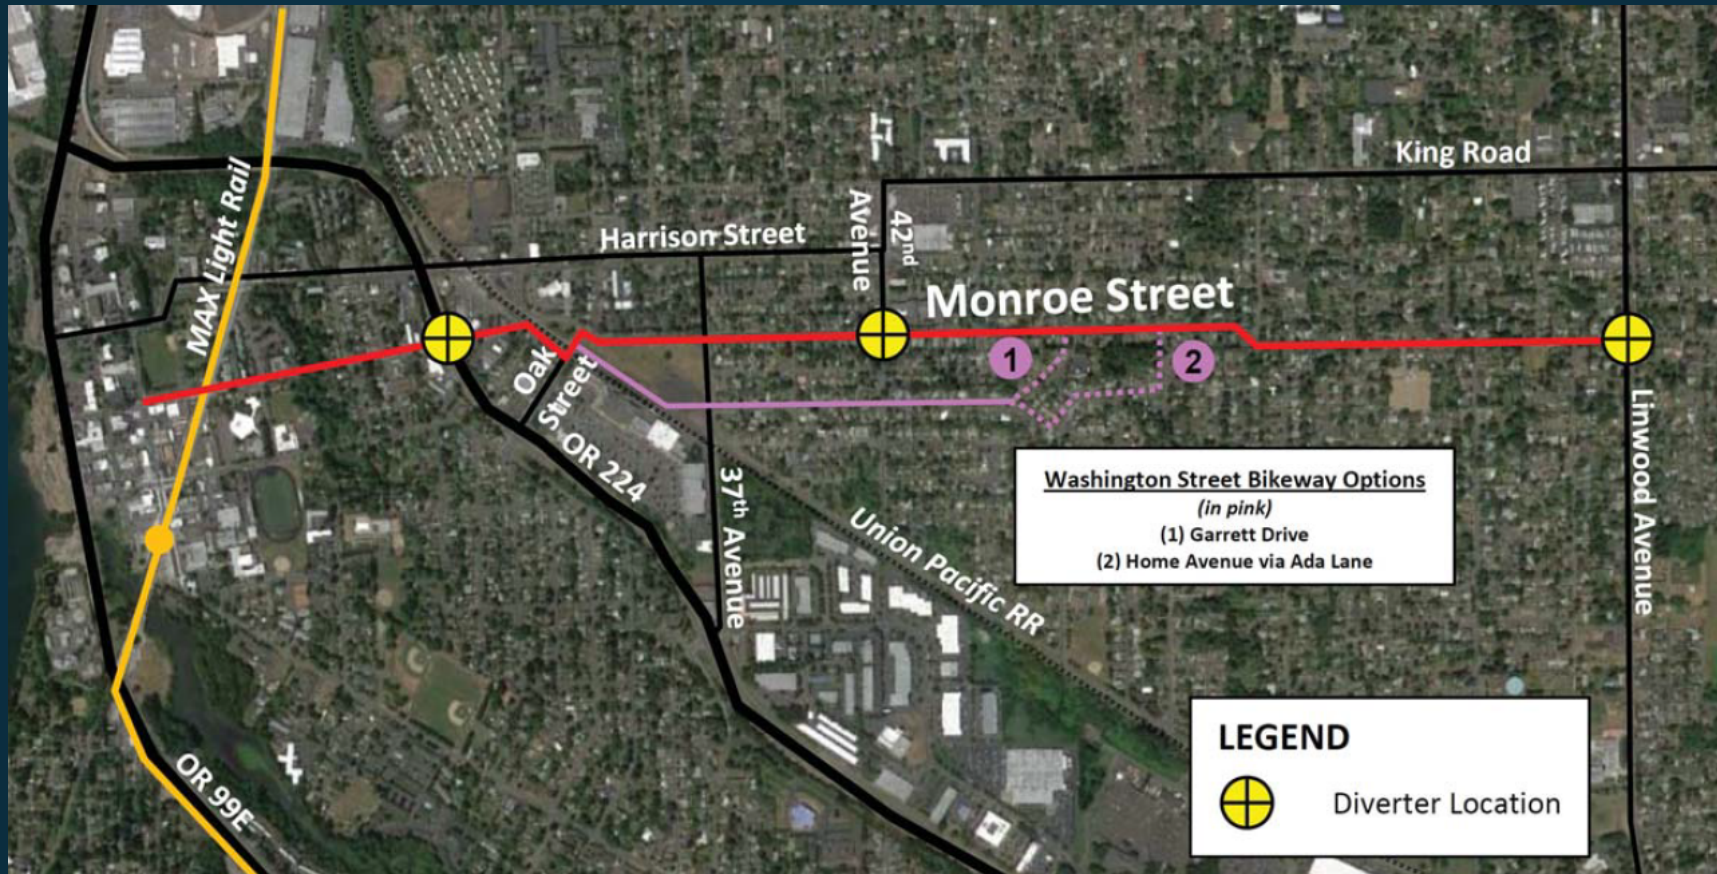 King Road
MAX Light Rail
Harrison Street
42nd
Avenue
Monroe Street
1
2
Oak
Street
OR 224
37th Avenue
Union Pacific RR
Linwood Avenue
Washington Street Bikeway Options
(in pink)
(1) Garrett Drive
(2) Home Avenue via Ada Lane
OR 99E
LEGEND
Diverter Location